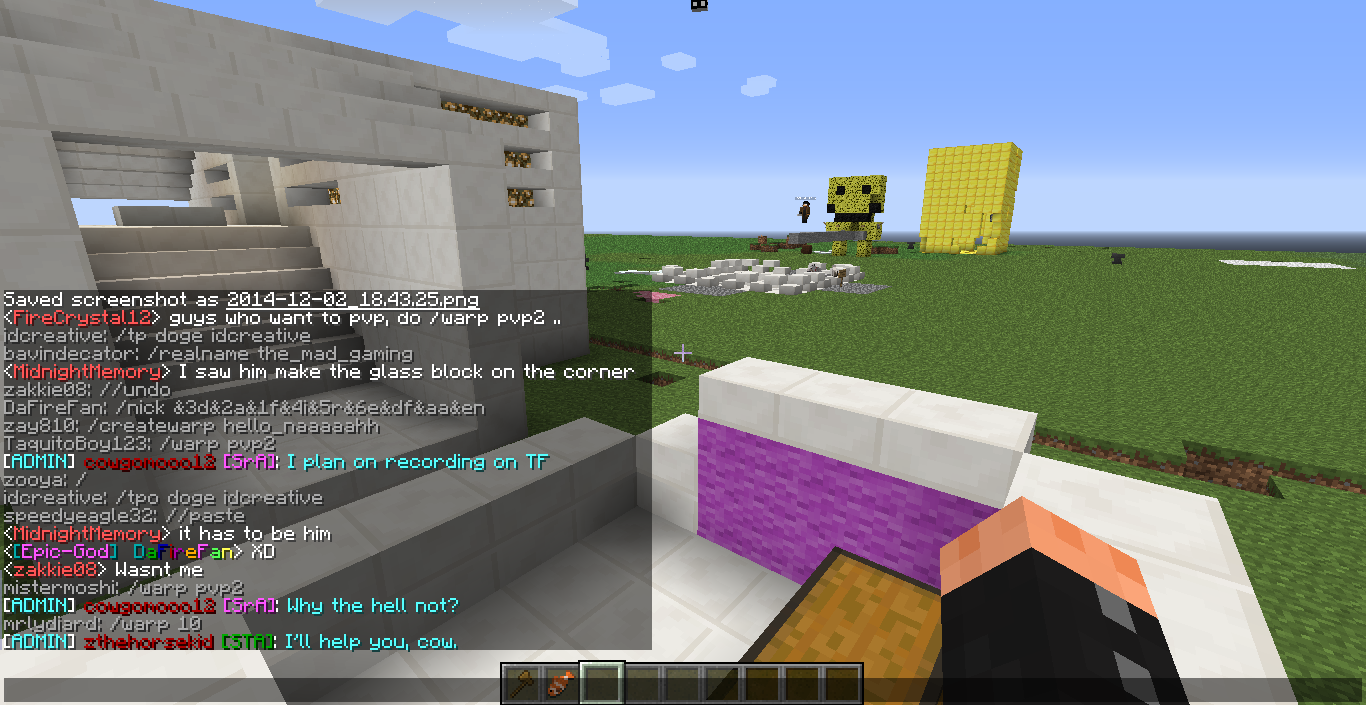 Saved screenshot as 2014-12-02_18.43.25.png
<FireCrystal12> guys who want to pvp, do /warp pvp2 ..
idcreative: /tp doge idcreative
bavindecator: /realname the_mad_gaming
<MidnightMemory> I saw him make the glass block on the corner
zakkie08: //undo
DaFireFan: /nick &3d&2a&1f&4i&5r&6e&df&aa&en
zay810: /createwarp hello_naaaaahh
TaquitoBoy123: /warp pvp2
[ADMIN] cowgomooo12 [SrA]: I plan on recording on TF
zooya: /
idcreative: /tpo doge idcreative
speedyeagle32: //paste
<MidnightMemory> it has to be him
<[Epic-God] DaFireFan> XD
<zakkie08> Wasnt me
mistermoshi: /warp pvp2
[ADMIN] cowgomooo12 [SrA]: Why the hell not?
mrlydiard: /warp 10
[ADMIN] zthehorsekid [STA]: I'll help you, cow.